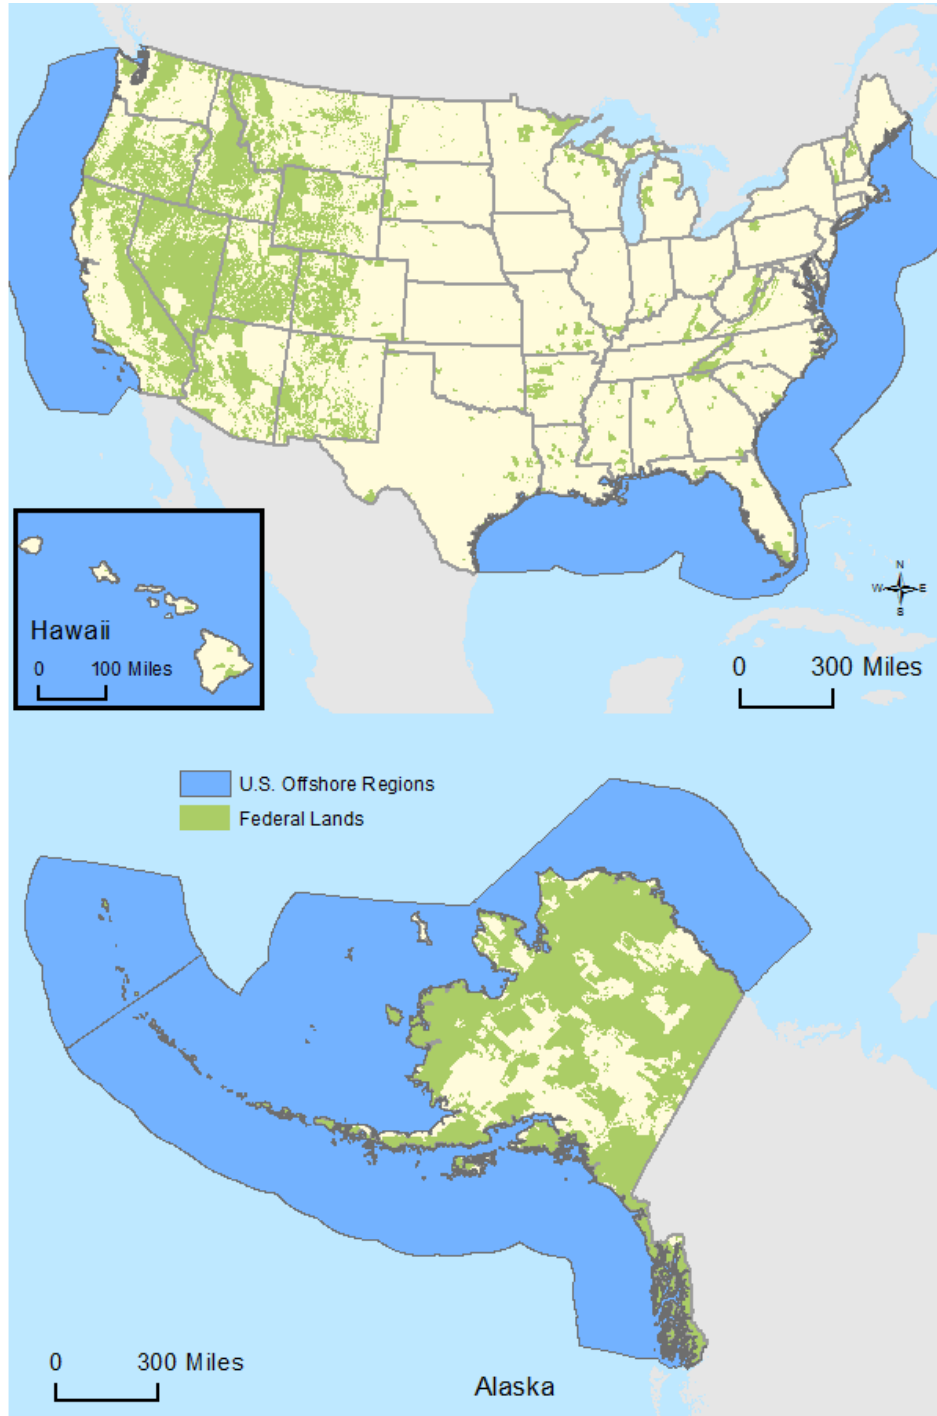 N
W E
S
Hawaii
0 100 Miles
0 300 Miles
U.S. Offshore Regions
Federal Lands
0 300 Miles
Alaska